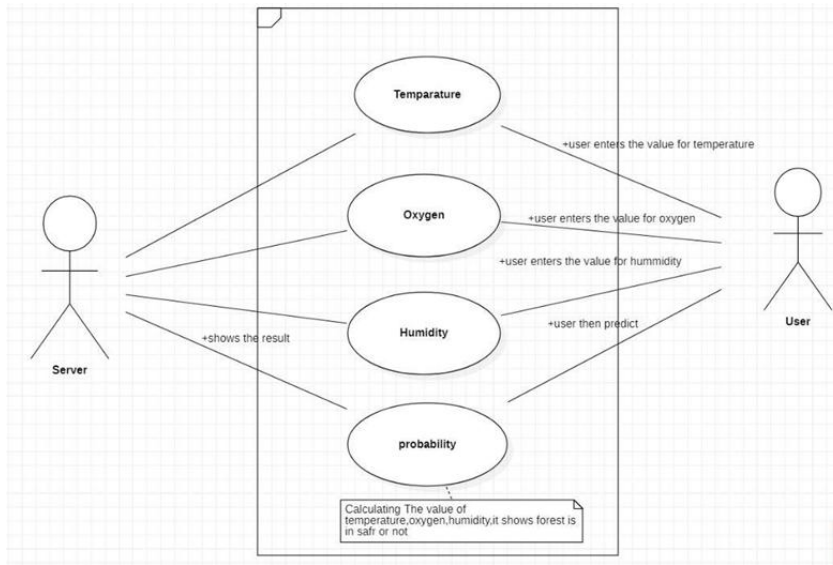 Temparature
+user enters the value for temperature
Oxygen
+user enters the value for oxygen
+user enters the value for hummidity
Humidity
+user then predict
User
+shows the result
Server
probability
Calculating The value of
temperature,oxygen,humidity,it shows forest is
in safr or not